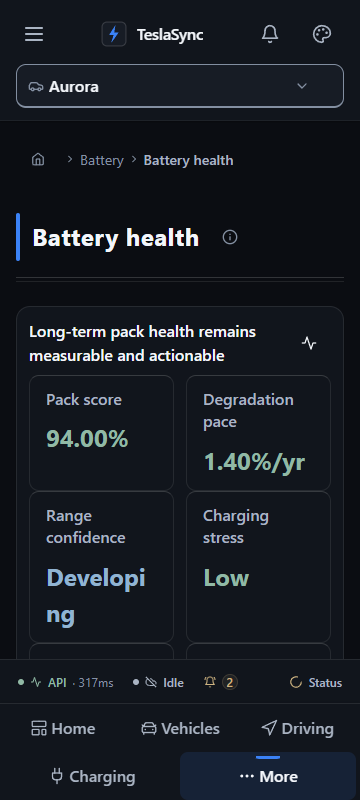 TeslaSync
Aurora
Battery
Battery health
Battery health
Long-term pack health remains
measurable and actionable
Pack score
94.00%
Degradation
pace
1.40%/yr
Range
confidence
Developi
ng
Charging
stress
Low
API · 317ms
Idle
2
Status
Home
Vehicles
Driving
Charging
More